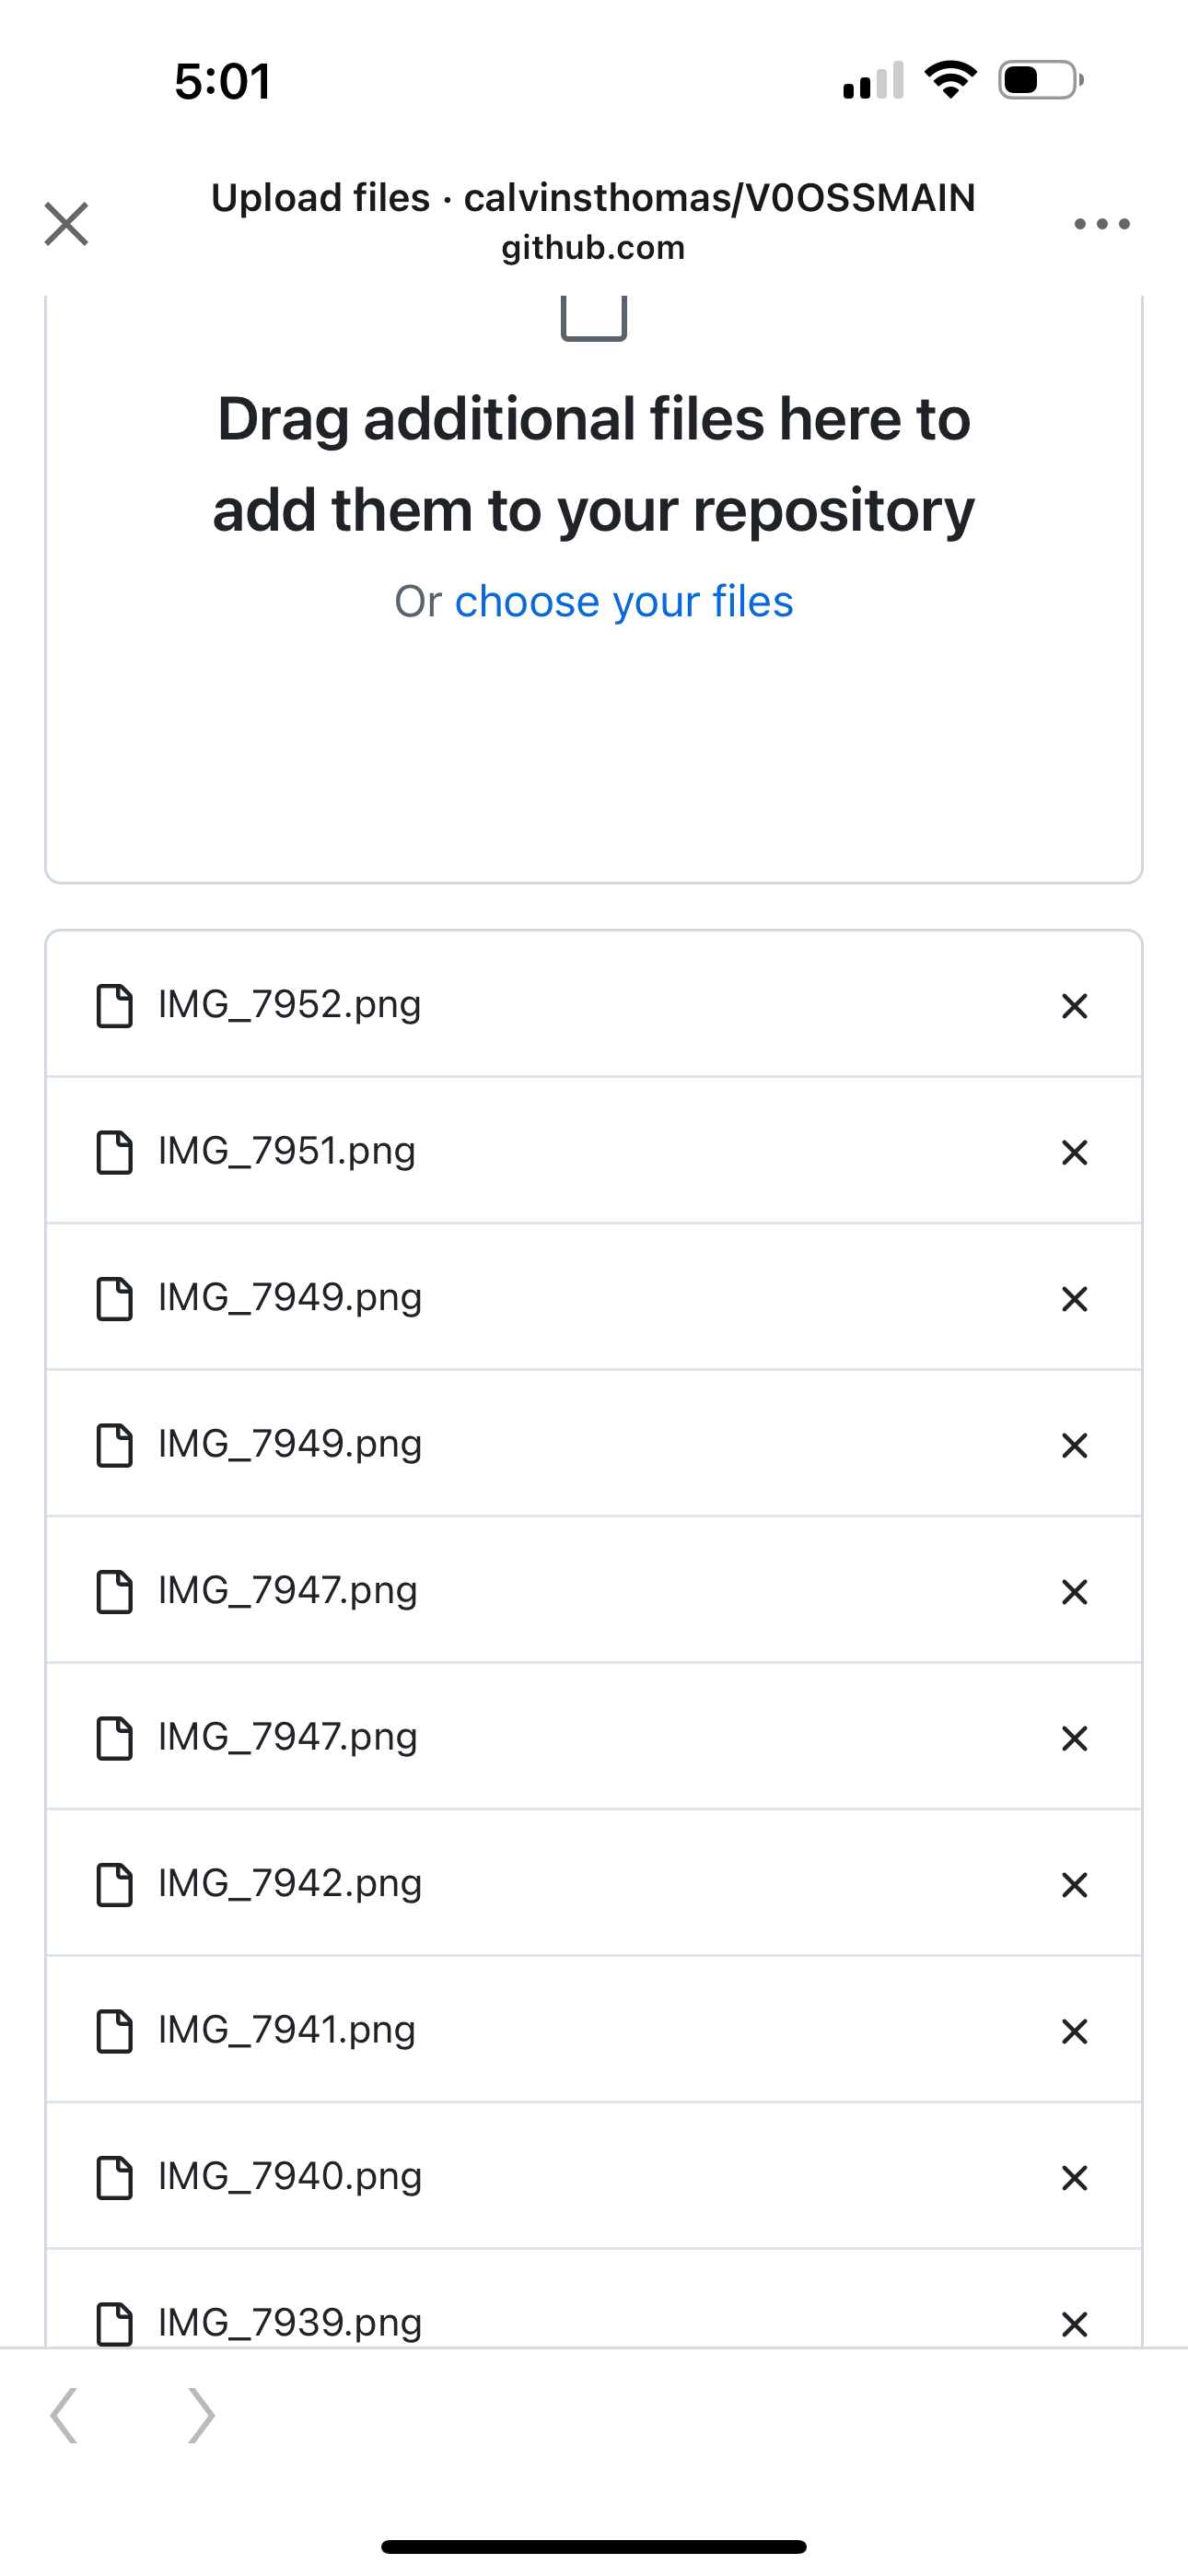 5:01
Upload files · calvinsthomas/V0OSSMAIN
github.com
Drag additional files here to
add them to your repository
Or choose your files
IMG_7952.png
IMG_7951.png
IMG_7949.png
IMG_7949.png
IMG_7947.png
IMG_7947.png
IMG_7942.png
IMG_7941.png
IMG_7940.png
IMG_7939.png